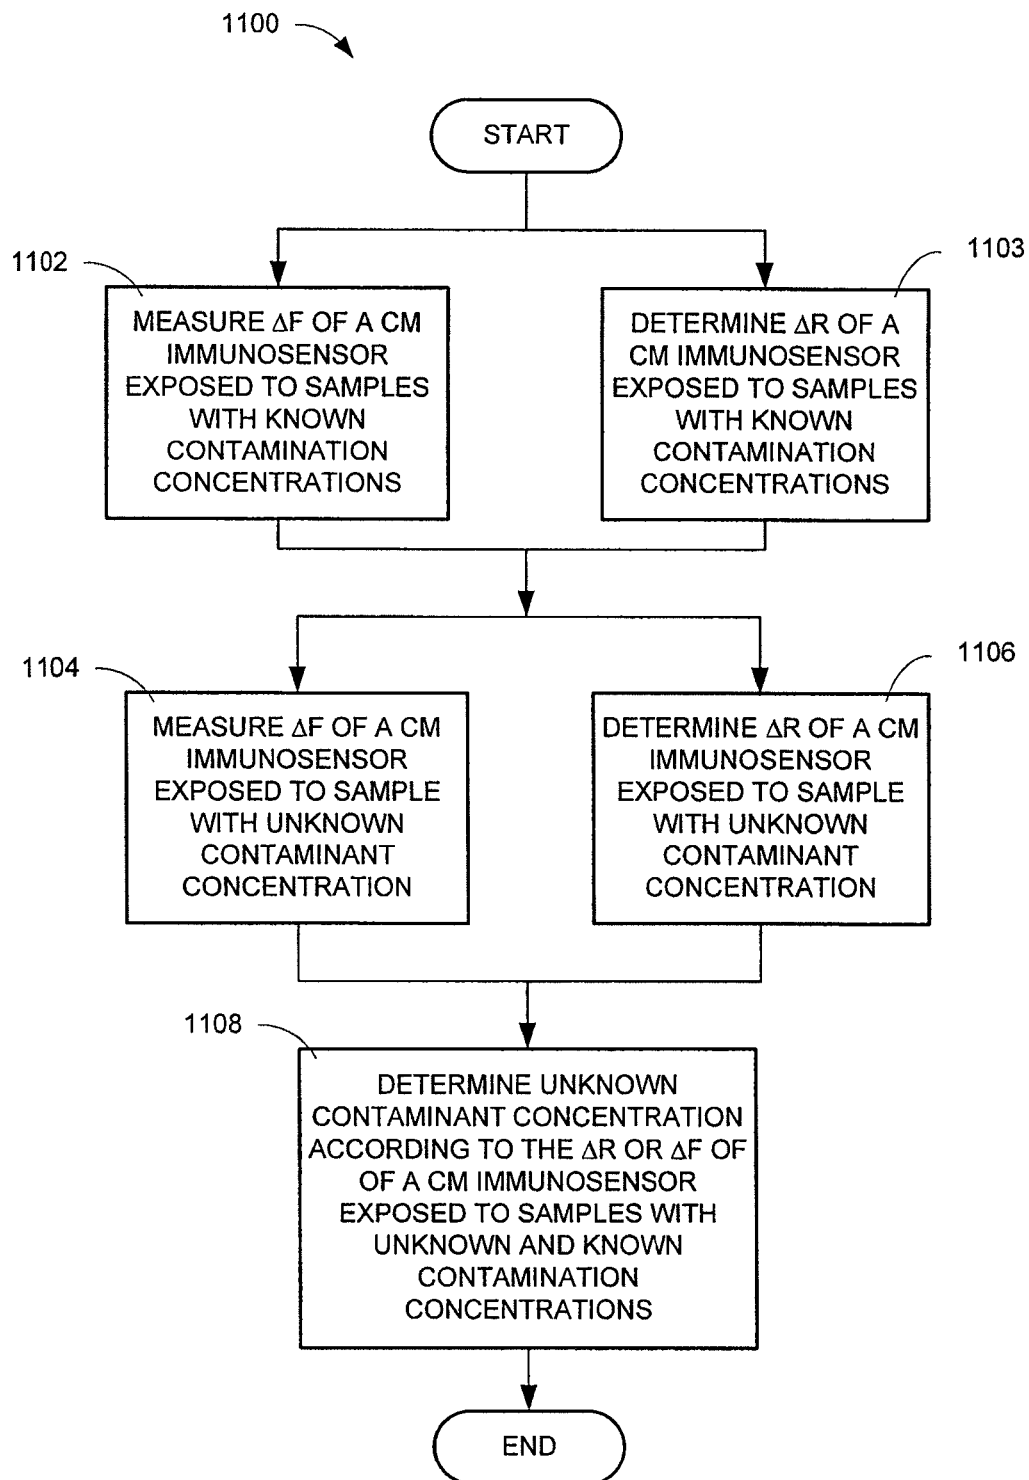 1100
START
1102
MEASURE ΔF OF A CM
IMMUNOSENSOR
EXPOSED TO SAMPLES
WITH KNOWN
CONTAMINATION
CONCENTRATIONS
1103
DETERMINE ΔR OF A
CM IMMUNOSENSOR
EXPOSED TO SAMPLES
WITH KNOWN
CONTAMINATION
CONCENTRATIONS
1104
MEASURE ΔF OF A CM
IMMUNOSENSOR
EXPOSED TO SAMPLE
WITH UNKNOWN
CONTAMINANT
CONCENTRATION
1106
DETERMINE ΔR OF A CM
IMMUNOSENSOR
EXPOSED TO SAMPLE
WITH UNKNOWN
CONTAMINANT
CONCENTRATION
1108
DETERMINE UNKNOWN
CONTAMINANT CONCENTRATION
ACCORDING TO THE ΔR OR ΔF OF
OF A CM IMMUNOSENSOR
EXPOSED TO SAMPLES WITH
UNKNOWN AND KNOWN
CONTAMINATION
CONCENTRATIONS
END